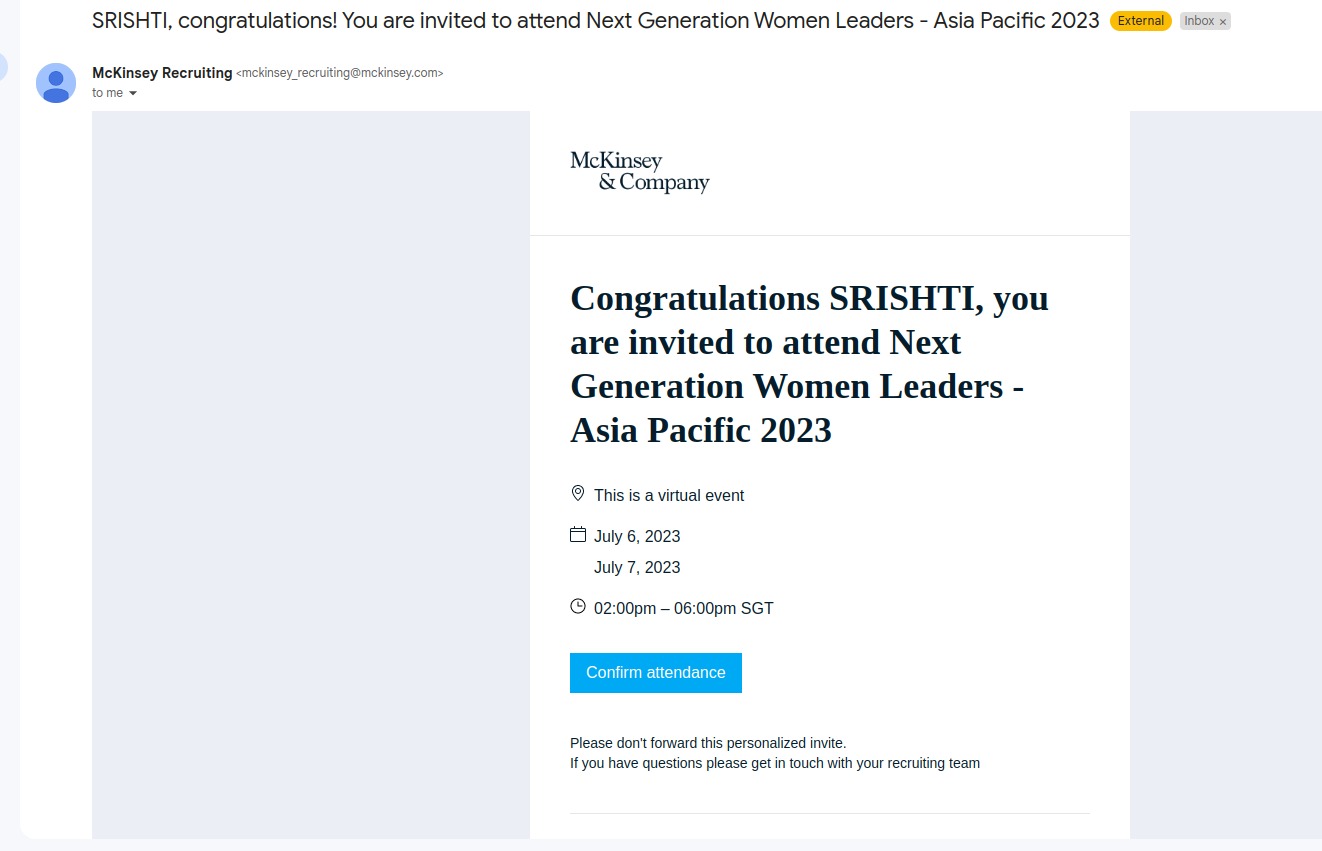 SRISHTI, congratulations! You are invited to attend Next Generation Women Leaders - Asia Pacific 2023 External Inbox ×
McKinsey Recruiting <mckinsey_recruiting@mckinsey.com>
to me
McKinsey
& Company
Congratulations SRISHTI, you
are invited to attend Next
Generation Women Leaders -
Asia Pacific 2023
This is a virtual event
July 6, 2023
July 7, 2023
02:00pm – 06:00pm SGT
Confirm attendance
Please don't forward this personalized invite.
If you have questions please get in touch with your recruiting team